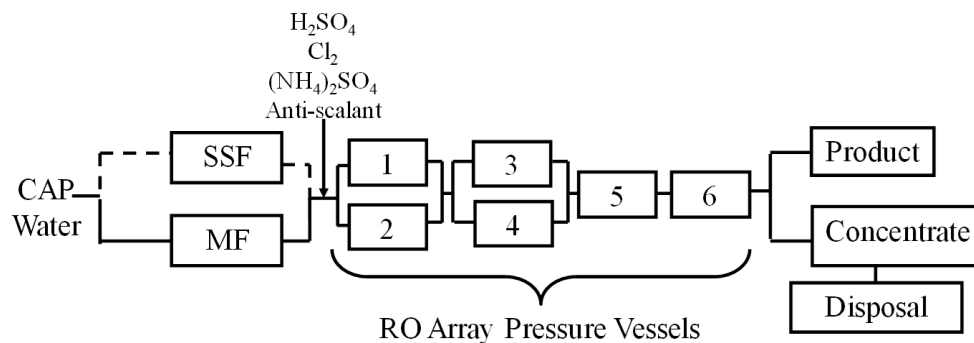 H₂SO₄
Cl₂
(NH₄)₂SO₄
Anti-scalant
CAP
Water
SSF
MF
1
2
3
4
5
6
Product
Concentrate
Disposal
RO Array Pressure Vessels